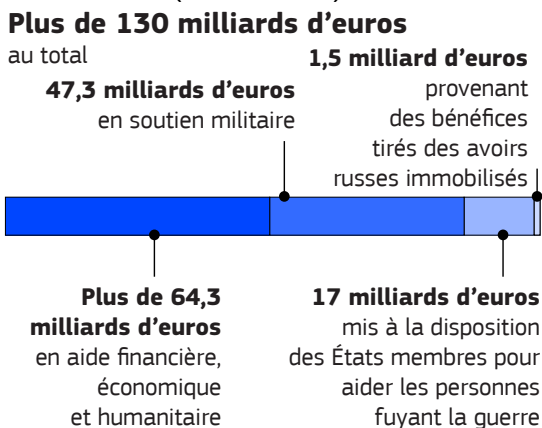 Plus de 130 milliards d'euros
au total
1,5 milliard d'euros
provenant
des bénéfices
tirés des avoirs
russes immobilisés
47,3 milliards d'euros
en soutien militaire
Plus de 64,3
milliards d'euros
en aide financière,
économique
et humanitaire
17 milliards d'euros
mis à la disposition
des États membres pour
aider les personnes
fuyant la guerre